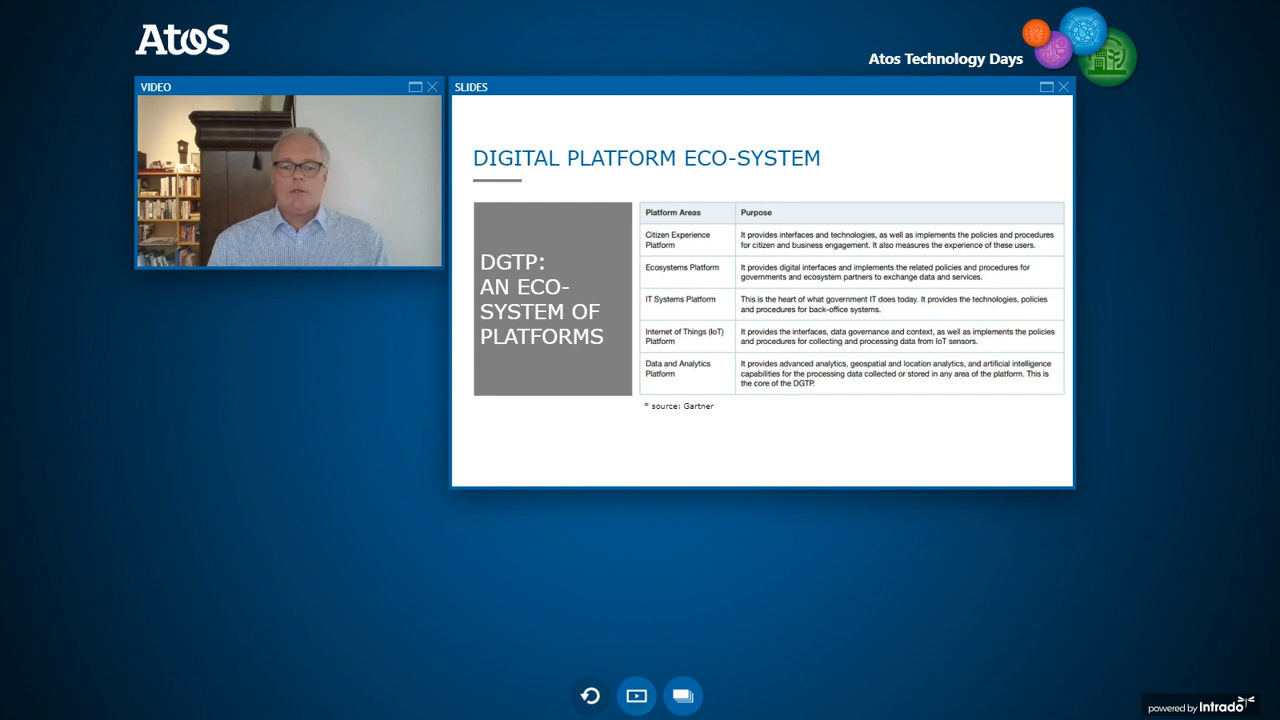 Atos
Atos Technology Days
VIDEO
SLIDES
DIGITAL PLATFORM ECO-SYSTEM
DGTP:
AN ECO-
SYSTEM OF
PLATFORMS
Platform Areas
Purpose
Citizen Experience
Platform
It provides interfaces and technologies, as well as implements the policies and procedures
for citizen and business engagement. It also measures the experience of these users.
Ecosystems Platform
It provides digital interfaces and implements the related policies and procedures for
governments and ecosystem partners to exchange data and services.
IT Systems Platform
This is the heart of what government IT does today. It provides the technologies, policies
and procedures for back-office systems.
Internet of Things (IoT)
Platform
It provides the interfaces, data governance and context, as well as implements the policies
and procedures for collecting and processing data from IoT sensors.
Data and Analytics
Platform
It provides advanced analytics, geospatial and location analytics, and artificial intelligence
capabilities for the processing data collected or stored in any area of the platform. This is
the core of the DGTP.
* source: Gartner
powered by Intrado